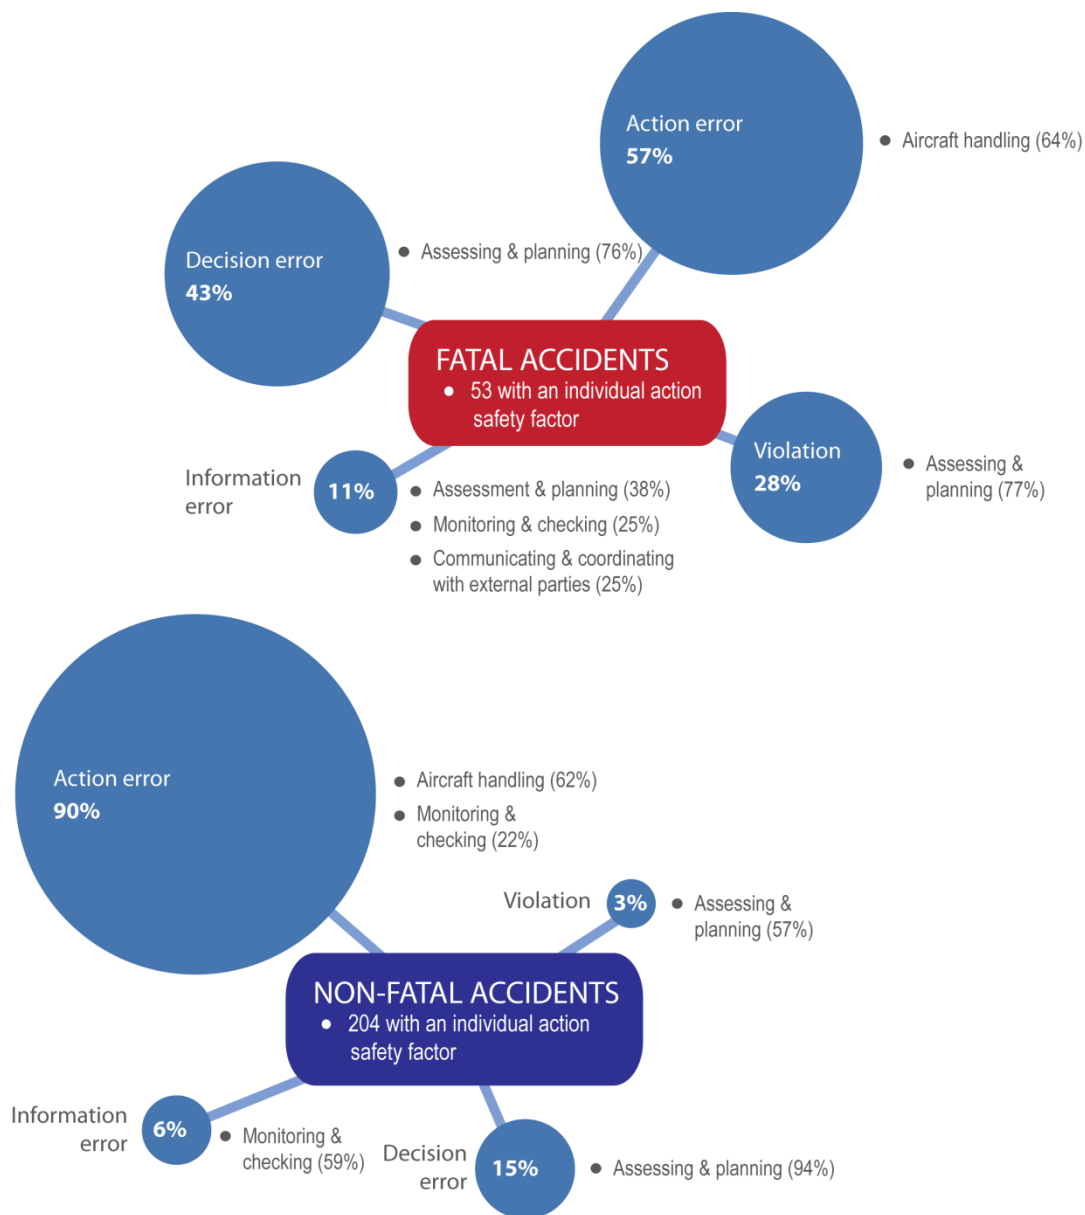 Action error
57%
● Aircraft handling (64%)
Decision error
43%
● Assessing & planning (76%)
FATAL ACCIDENTS
● 53 with an individual action
safety factor
Violation
28%
● Assessing &
planning (77%)
Information
error
11%
● Assessment & planning (38%)
● Monitoring & checking (25%)
● Communicating & coordinating
with external parties (25%)
Action error
90%
● Aircraft handling (62%)
● Monitoring &
checking (22%)
Violation
3%
● Assessing &
planning (57%)
NON-FATAL ACCIDENTS
● 204 with an individual action
safety factor
Information
error
6%
● Monitoring &
checking (59%)
Decision
error
15%
● Assessing & planning (94%)